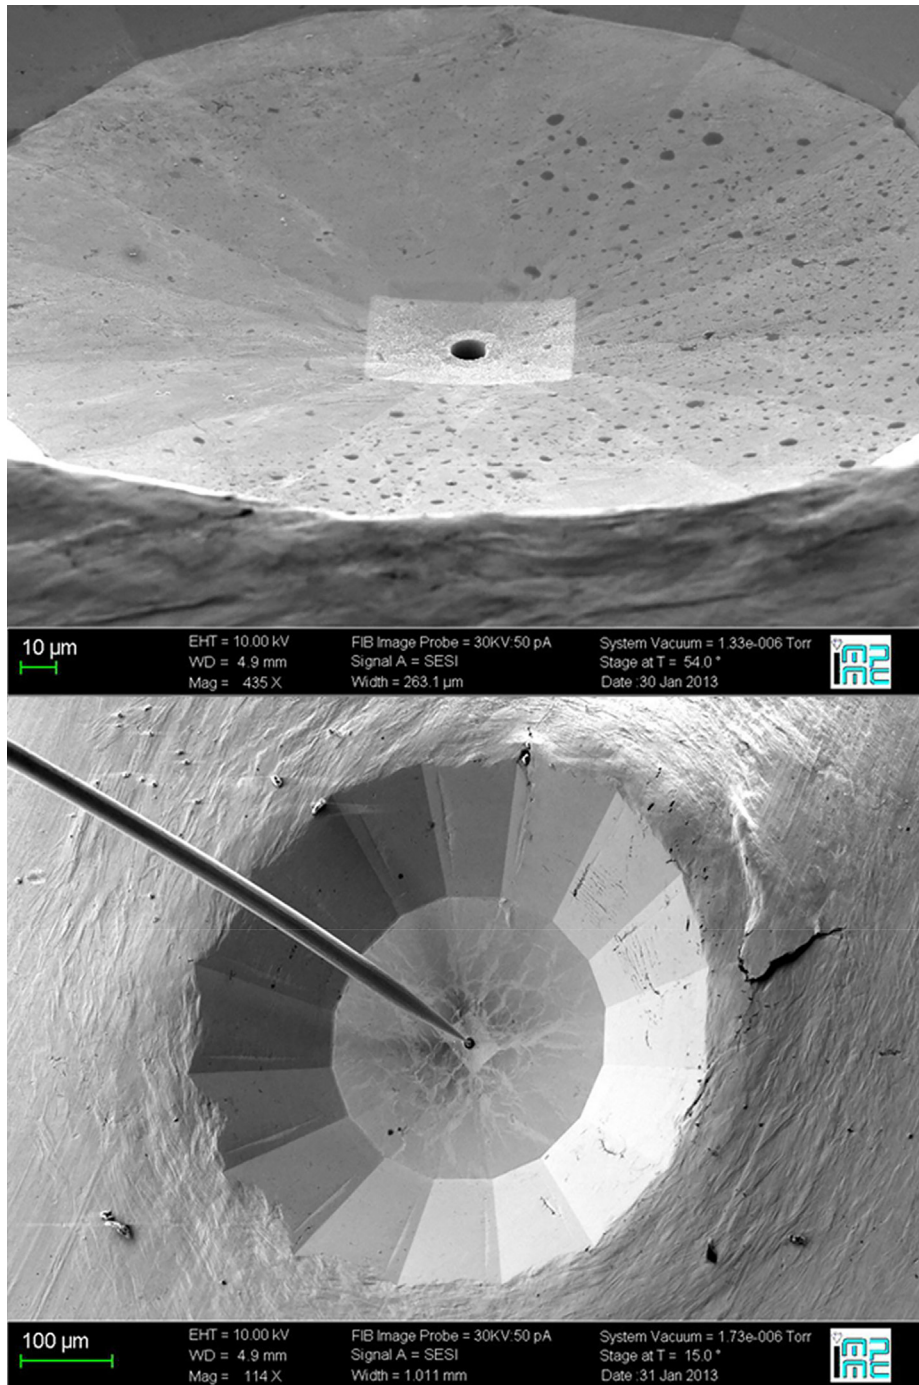 10 µm
EHT = 10.00 kV
WD = 4.9 mm
Mag = 435 X
FIB Image Probe = 30KV:50 pA
Signal A = SESI
Width = 263.1 µm
System Vacuum = 1.33e-006 Torr
Stage at T = 54.0 °
Date :30 Jan 2013
IMPMC
100 µm
EHT = 10.00 kV
WD = 4.9 mm
Mag = 114 X
FIB Image Probe = 30KV:50 pA
Signal A = SESI
Width = 1.011 mm
System Vacuum = 1.73e-006 Torr
Stage at T = 15.0 °
Date :31 Jan 2013
IMPMC